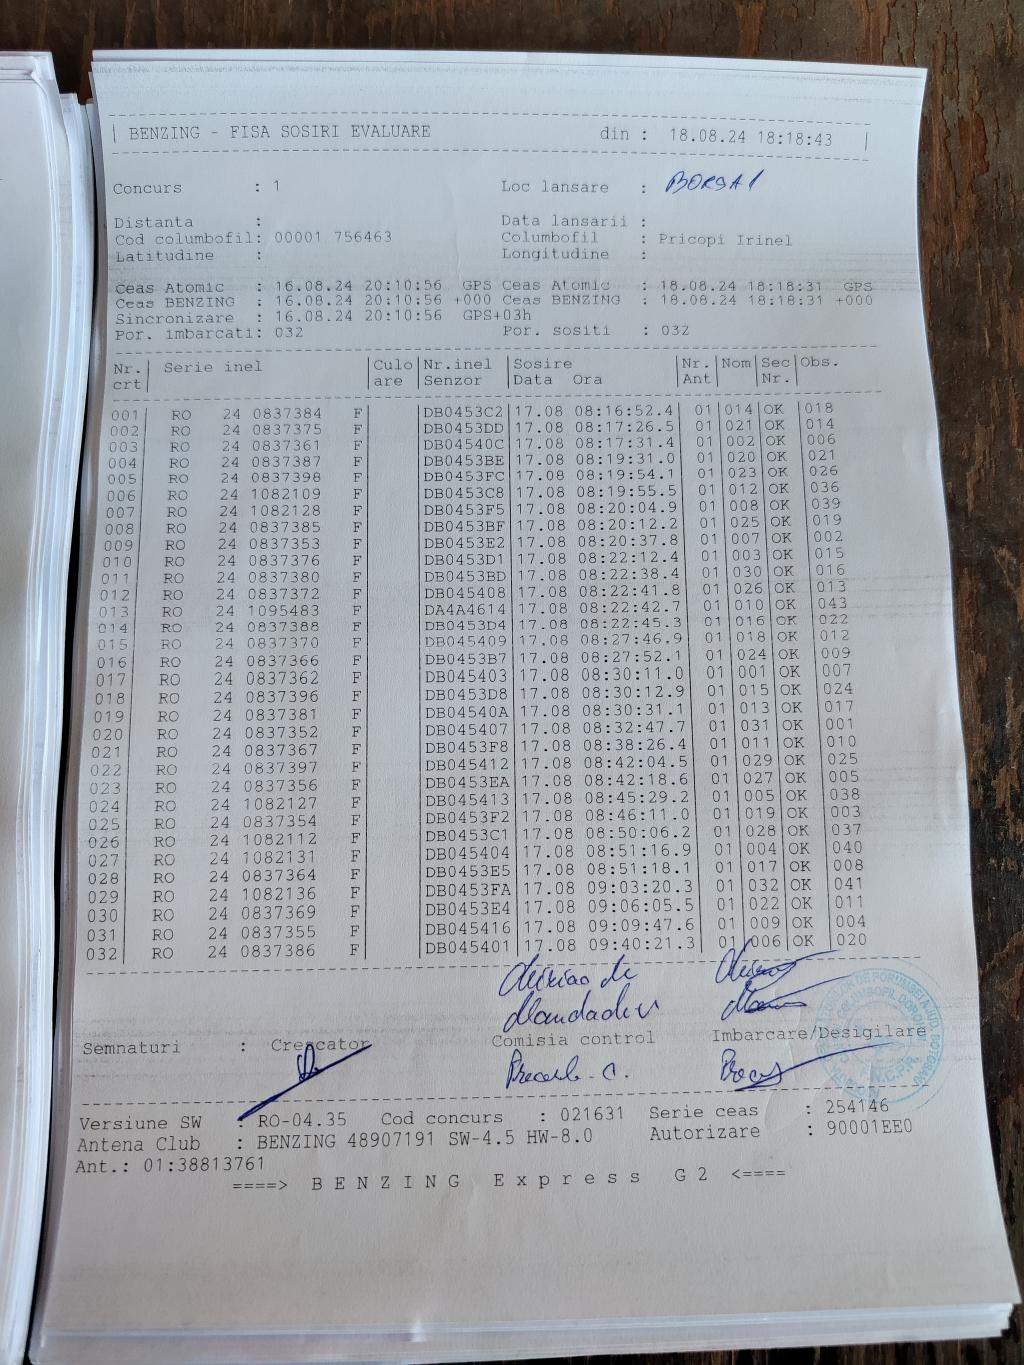 | BENZING - FISA SOSIRI EVALUARE din : 18.08.24 18:18:43 |
Concurs : 1 Loc lansare : BORSA 1
Distanta : Data lansarii :
Cod columbofil: 00001 756463 Columbofil : Pricopi Irinel
Latitudine : Longitudine :
Ceas Atomic : 16.08.24 20:10:56 GPS Ceas Atomic : 18.08.24 18:18:31 GPS
Ceas BENZING : 16.08.24 20:10:56 +000 Ceas BENZING : 18.08.24 18:18:31 +000
Sincronizare : 16.08.24 20:10:56 GPS+03h
Por. imbarcati: 032 Por. sositi : 032
Nr. | Serie inel |Culo|Nr.inel |Sosire |Nr.|Nom|Sec|Obs.
crt| |are |Senzor |Data Ora |Ant| |Nr.|
001| RO 24 0837384 F| |DB0453C2|17.08 08:16:52.4|01|014|OK |018
002| RO 24 0837375 F| |DB0453DD|17.08 08:17:26.5|01|021|OK |014
003| RO 24 0837361 F| |DB04540C|17.08 08:17:31.4|01|002|OK |006
004| RO 24 0837387 F| |DB0453BE|17.08 08:19:31.0|01|020|OK |021
005| RO 24 0837398 F| |DB0453FC|17.08 08:19:54.1|01|023|OK |026
006| RO 24 1082109 F| |DB0453C8|17.08 08:19:55.5|01|012|OK |036
007| RO 24 1082128 F| |DB0453F5|17.08 08:20:04.9|01|008|OK |039
008| RO 24 0837385 F| |DB0453BF|17.08 08:20:12.2|01|025|OK |019
009| RO 24 0837353 F| |DB0453E2|17.08 08:20:37.8|01|007|OK |002
010| RO 24 0837376 F| |DB0453D1|17.08 08:22:12.4|01|003|OK |015
011| RO 24 0837380 F| |DB0453BD|17.08 08:22:38.4|01|030|OK |016
012| RO 24 0837372 F| |DB045408|17.08 08:22:41.8|01|026|OK |013
013| RO 24 1095483 F| |DA4A4614|17.08 08:22:42.7|01|010|OK |043
014| RO 24 0837388 F| |DB0453D4|17.08 08:22:45.3|01|016|OK |022
015| RO 24 0837370 F| |DB045409|17.08 08:27:46.9|01|018|OK |012
016| RO 24 0837366 F| |DB0453B7|17.08 08:27:52.1|01|024|OK |009
017| RO 24 0837362 F| |DB045403|17.08 08:30:11.0|01|001|OK |007
018| RO 24 0837396 F| |DB0453D8|17.08 08:30:12.9|01|015|OK |024
019| RO 24 0837381 F| |DB04540A|17.08 08:30:31.1|01|013|OK |017
020| RO 24 0837352 F| |DB045407|17.08 08:32:47.7|01|031|OK |001
021| RO 24 0837367 F| |DB0453F8|17.08 08:38:26.4|01|011|OK |010
022| RO 24 0837397 F| |DB045412|17.08 08:42:04.5|01|029|OK |025
023| RO 24 0837356 F| |DB0453EA|17.08 08:42:18.6|01|027|OK |005
024| RO 24 1082127 F| |DB045413|17.08 08:45:29.2|01|005|OK |038
025| RO 24 0837354 F| |DB0453F2|17.08 08:46:11.0|01|019|OK |003
026| RO 24 1082112 F| |DB0453C1|17.08 08:50:06.2|01|028|OK |037
027| RO 24 1082131 F| |DB045404|17.08 08:51:16.9|01|004|OK |040
028| RO 24 0837364 F| |DB0453E5|17.08 08:51:18.1|01|017|OK |008
029| RO 24 1082136 F| |DB0453FA|17.08 09:03:20.3|01|032|OK |041
030| RO 24 0837369 F| |DB0453E4|17.08 09:06:05.5|01|022|OK |011
031| RO 24 0837355 F| |DB045416|17.08 09:09:47.6|01|009|OK |004
032| RO 24 0837386 F| |DB045401|17.08 09:40:21.3|01|006|OK |020
Semnaturi : Crescator Comisia control Imbarcare/Desigilare
Versiune SW : RO-04.35 Cod concurs : 021631 Serie ceas : 254146
Antena Club : BENZING 48907191 SW-4.5 HW-8.0 Autorizare : 90001EE0
Ant.: 01:38813761
====> BENZING Express G2 <====